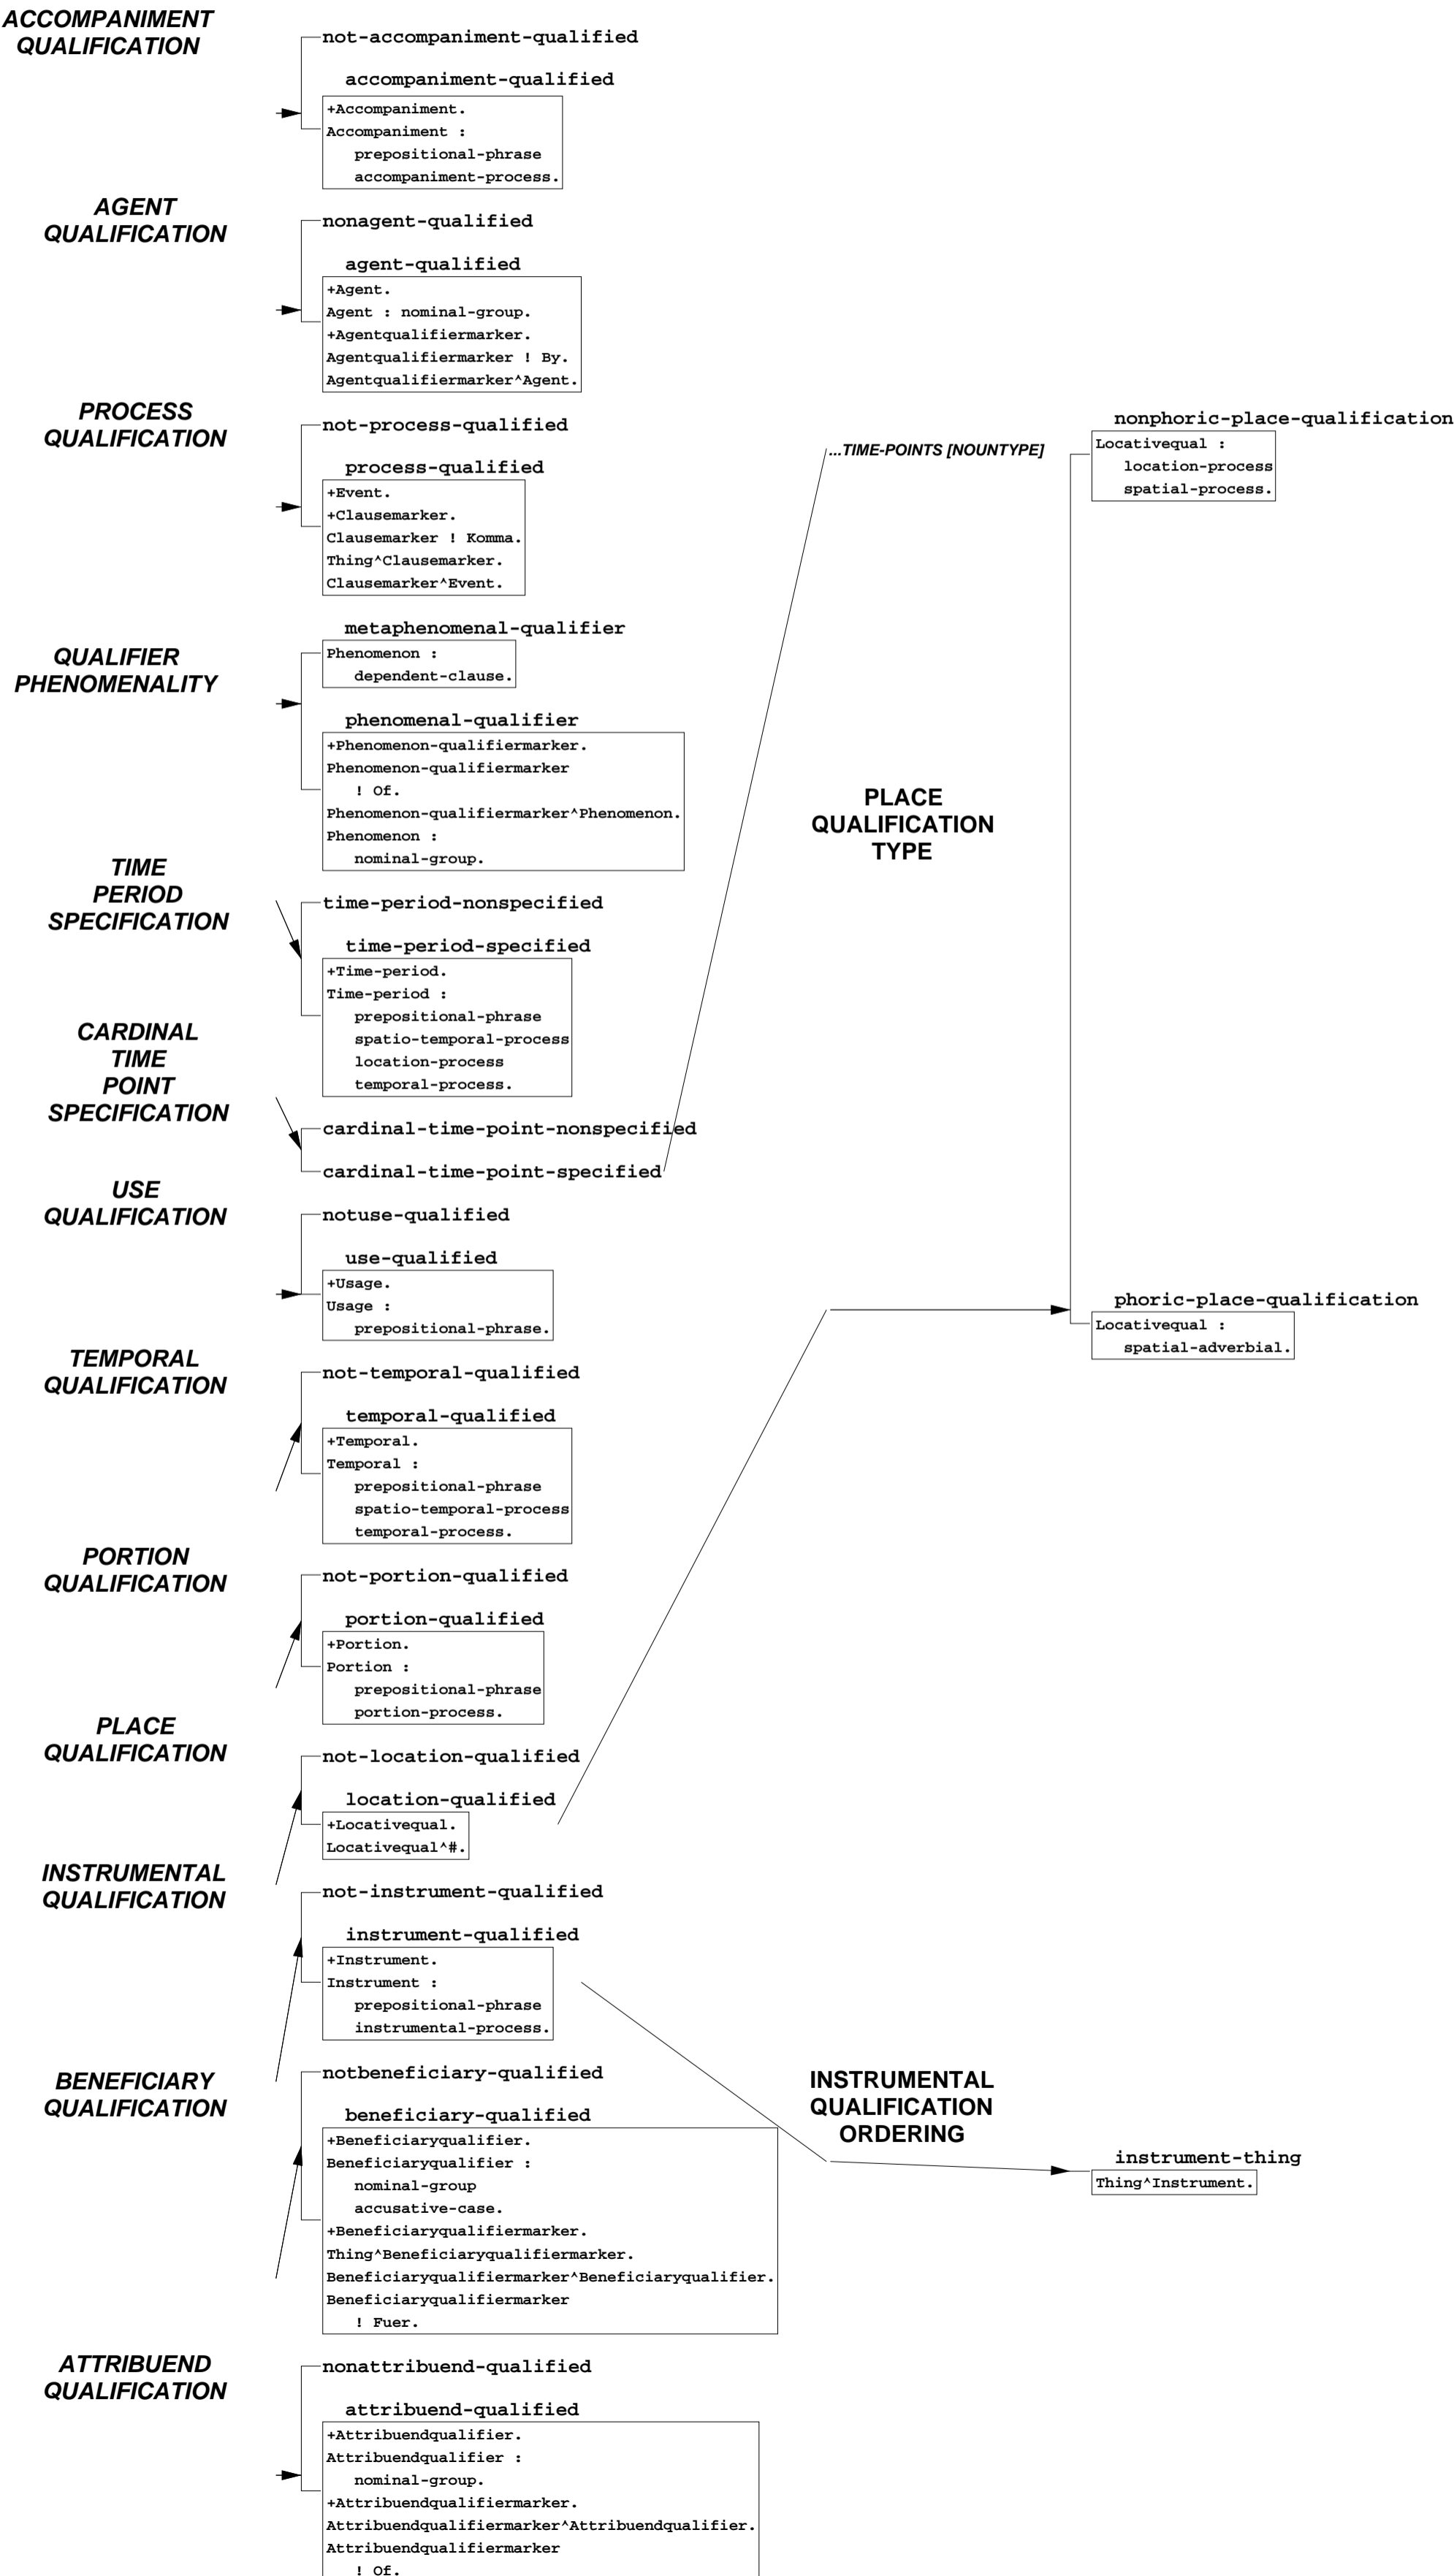 ACCOMPANIMENT
QUALIFICATION
not-accompaniment-qualified
accompaniment-qualified
+Accompaniment.
Accompaniment :
prepositional-phrase
accompaniment-process.
AGENT
QUALIFICATION
nonagent-qualified
agent-qualified
+Agent.
Agent : nominal-group.
+Agentqualifiermarker.
Agentqualifiermarker ! By.
Agentqualifiermarker^Agent.
PROCESS
QUALIFICATION
not-process-qualified
process-qualified
+Event.
+Clausemarker.
Clausemarker ! Komma.
Thing^Clausemarker.
Clausemarker^Event.
...TIME-POINTS [NOUNTYPE]
nonphoric-place-qualification
Locativequal :
location-process
spatial-process.
QUALIFIER
PHENOMENALITY
metaphenomenal-qualifier
Phenomenon :
dependent-clause.
phenomenal-qualifier
+Phenomenon-qualifiermarker.
Phenomenon-qualifiermarker
! Of.
Phenomenon-qualifiermarker^Phenomenon.
Phenomenon :
nominal-group.
PLACE
QUALIFICATION
TYPE
TIME
PERIOD
SPECIFICATION
time-period-nonspecified
time-period-specified
+Time-period.
Time-period :
prepositional-phrase
spatio-temporal-process
location-process
temporal-process.
CARDINAL
TIME
POINT
SPECIFICATION
cardinal-time-point-nonspecified
cardinal-time-point-specified
USE
QUALIFICATION
notuse-qualified
use-qualified
+Usage.
Usage :
prepositional-phrase.
phoric-place-qualification
Locativequal :
spatial-adverbial.
TEMPORAL
QUALIFICATION
not-temporal-qualified
temporal-qualified
+Temporal.
Temporal :
prepositional-phrase
spatio-temporal-process
temporal-process.
PORTION
QUALIFICATION
not-portion-qualified
portion-qualified
+Portion.
Portion :
prepositional-phrase
portion-process.
PLACE
QUALIFICATION
not-location-qualified
location-qualified
+Locativequal.
Locativequal^#.
INSTRUMENTAL
QUALIFICATION
not-instrument-qualified
instrument-qualified
+Instrument.
Instrument :
prepositional-phrase
instrumental-process.
BENEFICIARY
QUALIFICATION
notbeneficiary-qualified
beneficiary-qualified
+Beneficiaryqualifier.
Beneficiaryqualifier :
nominal-group
accusative-case.
+Beneficiaryqualifiermarker.
Thing^Beneficiaryqualifiermarker.
Beneficiaryqualifiermarker^Beneficiaryqualifier.
Beneficiaryqualifiermarker
! Fuer.
INSTRUMENTAL
QUALIFICATION
ORDERING
instrument-thing
Thing^Instrument.
ATTRIBUEND
QUALIFICATION
nonattribuend-qualified
attribuend-qualified
+Attribuendqualifier.
Attribuendqualifier :
nominal-group.
+Attribuendqualifiermarker.
Attribuendqualifiermarker^Attribuendqualifier.
Attribuendqualifiermarker
! Of.